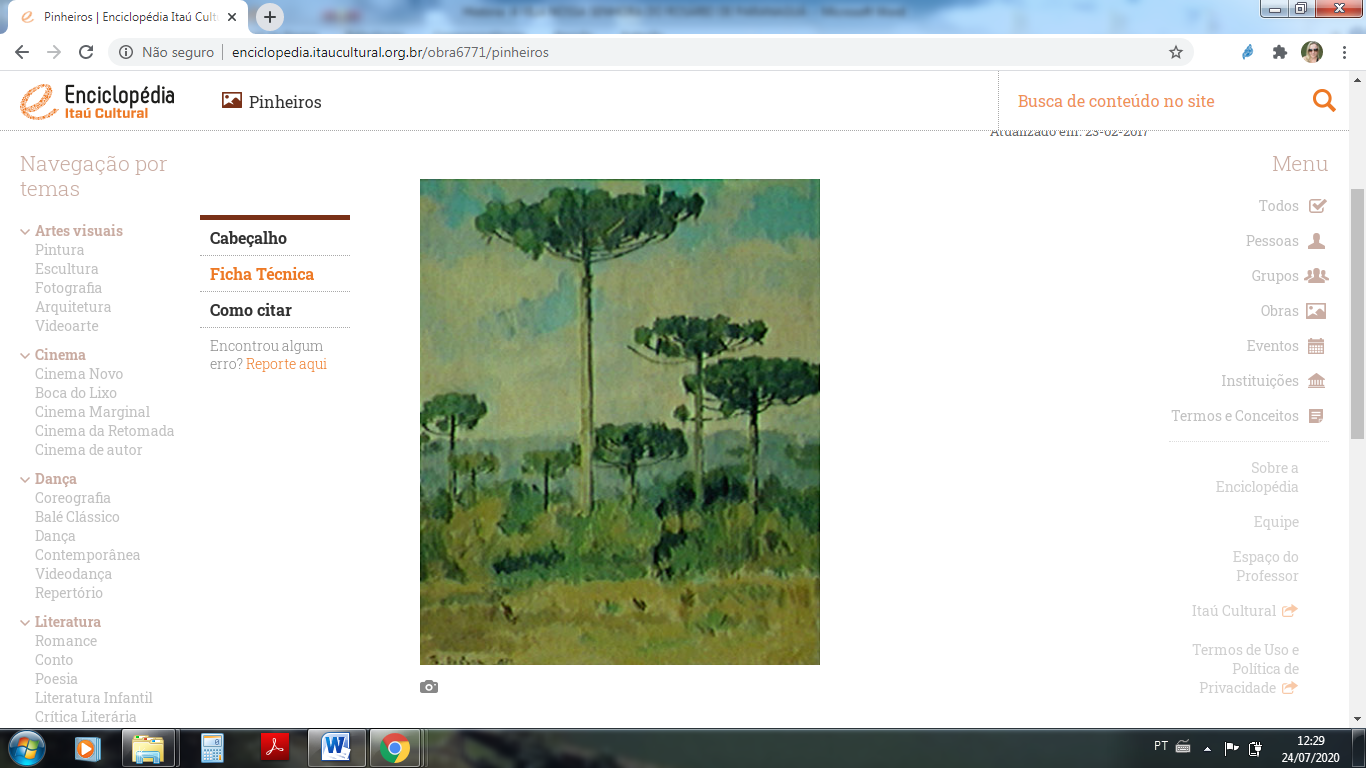 Pinheiros | Enciclopédia Itaú Cult
Não seguro
enciclopedia.itaucultural.org.br/obra6771/pinheiros
Enciclopédia
Itaú Cultural
Pinheiros
Busca de conteúdo no site
Atualizado em: 23-02-2017
Navegação por
temas
Artes visuais
Pintura
Escultura
Fotografia
Arquitetura
Videoarte
Cinema
Cinema Novo
Boca do Lixo
Cinema Marginal
Cinema da Retomada
Cinema de autor
Dança
Coreografia
Balé Clássico
Dança
Contemporânea
Videodança
Repertório
Literatura
Romance
Conto
Poesia
Literatura Infantil
Crítica Literária
Cabeçalho
Ficha Técnica
Como citar
Encontrou algum
erro? Reporte aqui
Menu
Todos
Pessoas
Grupos
Obras
Eventos
Instituições
Termos e Conceitos
Sobre a
Enciclopédia
Equipe
Espaço do
Professor
Itaú Cultural
Termos de Uso e
Política de
Privacidade
PT
12:29
24/07/2020